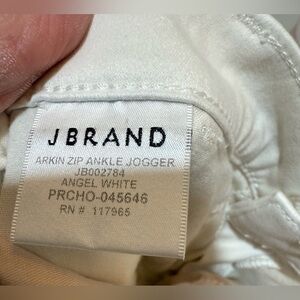 JBRAND
ARKIN ZIP ANKLE JOGGER
JB002784
ANGEL WHITE
PRCHO-045646
RN # 117965